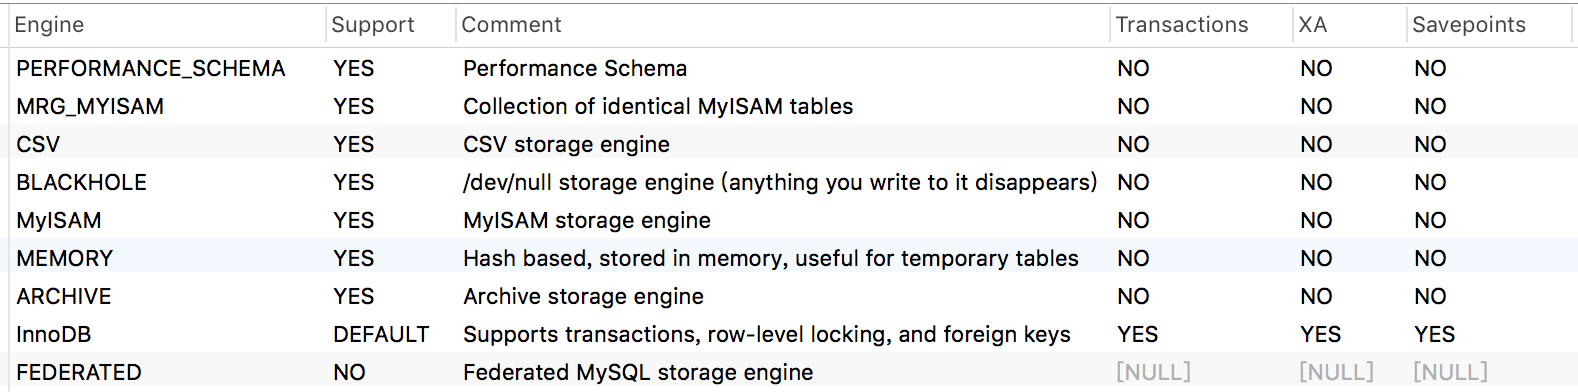 Engine Support Comment Transactions XA Savepoints
PERFORMANCE_SCHEMA YES Performance Schema NO NO NO
MRG_MYISAM YES Collection of identical MyISAM tables NO NO NO
CSV YES CSV storage engine NO NO NO
BLACKHOLE YES /dev/null storage engine (anything you write to it disappears) NO NO NO
MyISAM YES MyISAM storage engine NO NO NO
MEMORY YES Hash based, stored in memory, useful for temporary tables NO NO NO
ARCHIVE YES Archive storage engine NO NO NO
InnoDB DEFAULT Supports transactions, row-level locking, and foreign keys YES YES YES
FEDERATED NO Federated MySQL storage engine [NULL] [NULL] [NULL]